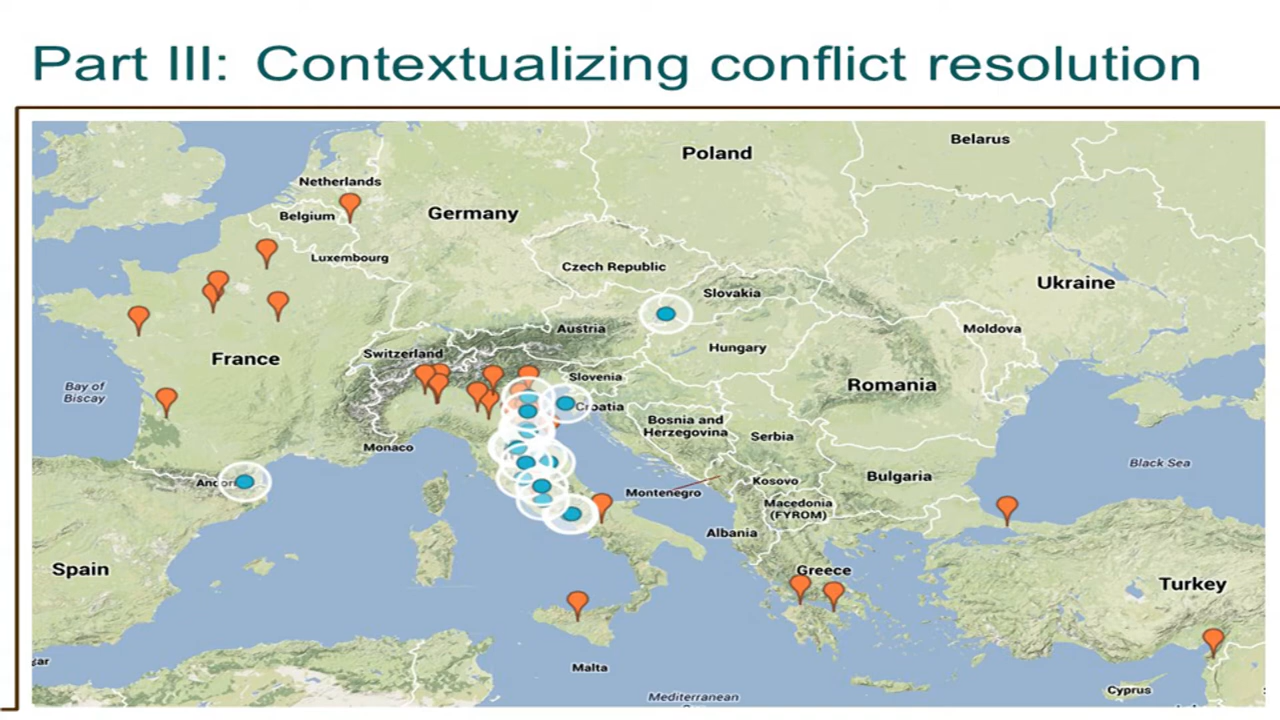 Part III: Contextualizing conflict resolution
Belarus
Poland
Netherlands
Germany
Belgium
Luxembourg
Czech Republic
Ukraine
Slovakia
Austria
Moldova
Switzerland
France
Hungary
Slovenia
Romania
Bay of
Biscay
Croatia
Bosnia and
Herzegovina
Serbia
Monaco
Black Sea
Bulgaria
Kosovo
Montenegro
Macedonia
(FYROM)
Albania
Spain
Greece
Turkey
Malta
Cyprus
Mediterranean